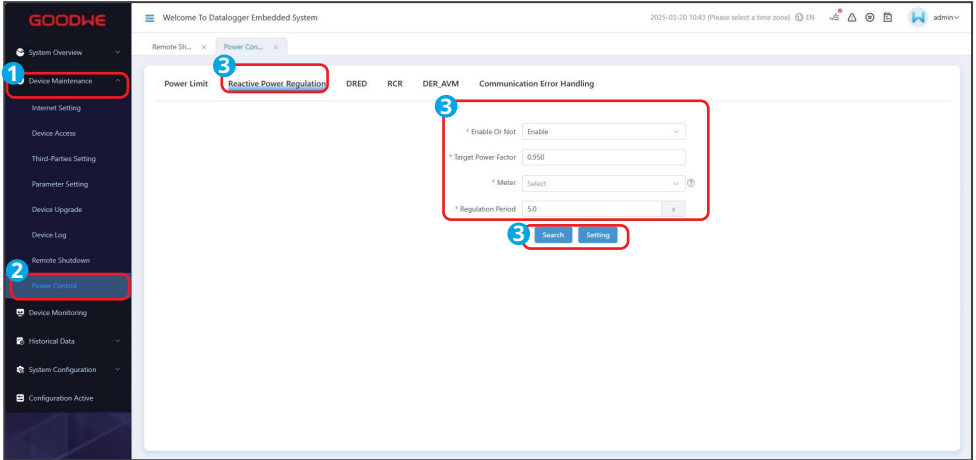 GOODWE
Welcome To Datalogger Embedded System
2025-03-20 10:43 (Please select a time zone) EN
admin
System Overview
Remote Sh... ×
Power Con... ×
1
Device Maintenance
3
Power Limit
Reactive Power Regulation
DRED
RCR
DER_AVM
Communication Error Handling
Internet Setting
Device Access
Third-Parties Setting
Parameter Setting
Device Upgrade
Device Log
Remote Shutdown
2
Power Control
Device Monitoring
Historical Data
System Configuration
Configuration Active
3
* Enable Or Not Enable
* Target Power Factor 0.950
* Meter Select ?
* Regulation Period 5.0 s
3
Search Setting